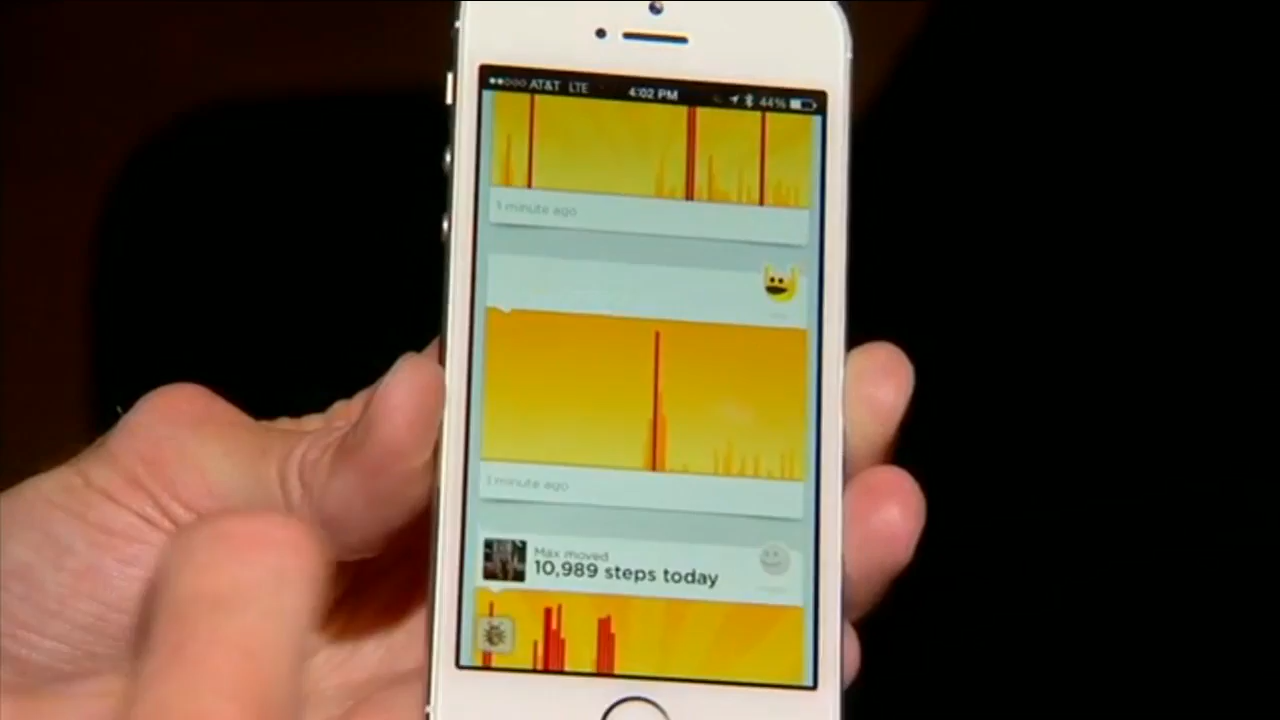 AT&T LTE 4:02 PM 44%
1 minute ago
1 minute ago
Max moved
10,989 steps today